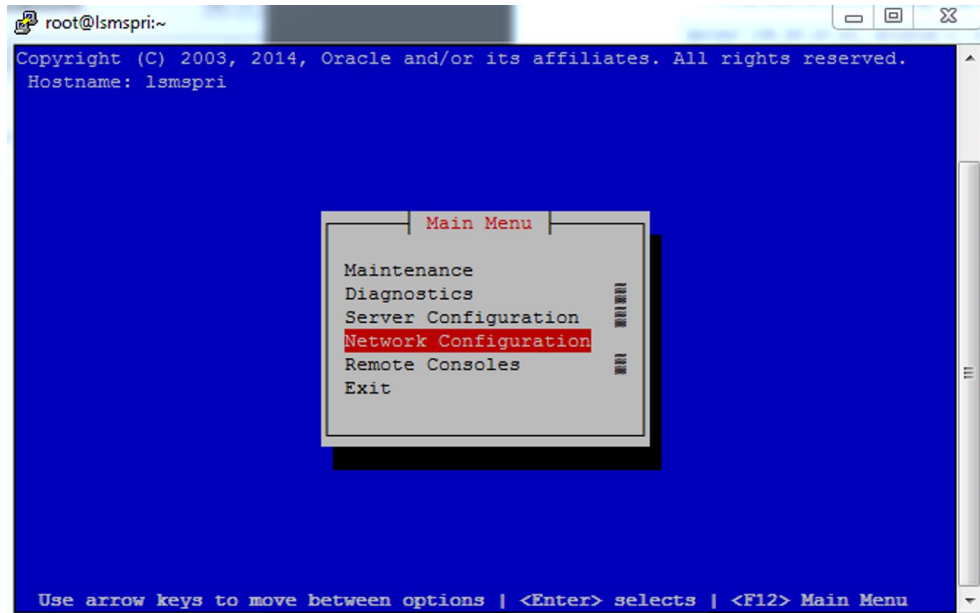 root@lsmspri:~
Copyright (C) 2003, 2014, Oracle and/or its affiliates. All rights reserved.
Hostname: lsmspri
Main Menu
Maintenance
Diagnostics
Server Configuration
Network Configuration
Remote Consoles
Exit
Use arrow keys to move between options | <Enter> selects | <F12> Main Menu